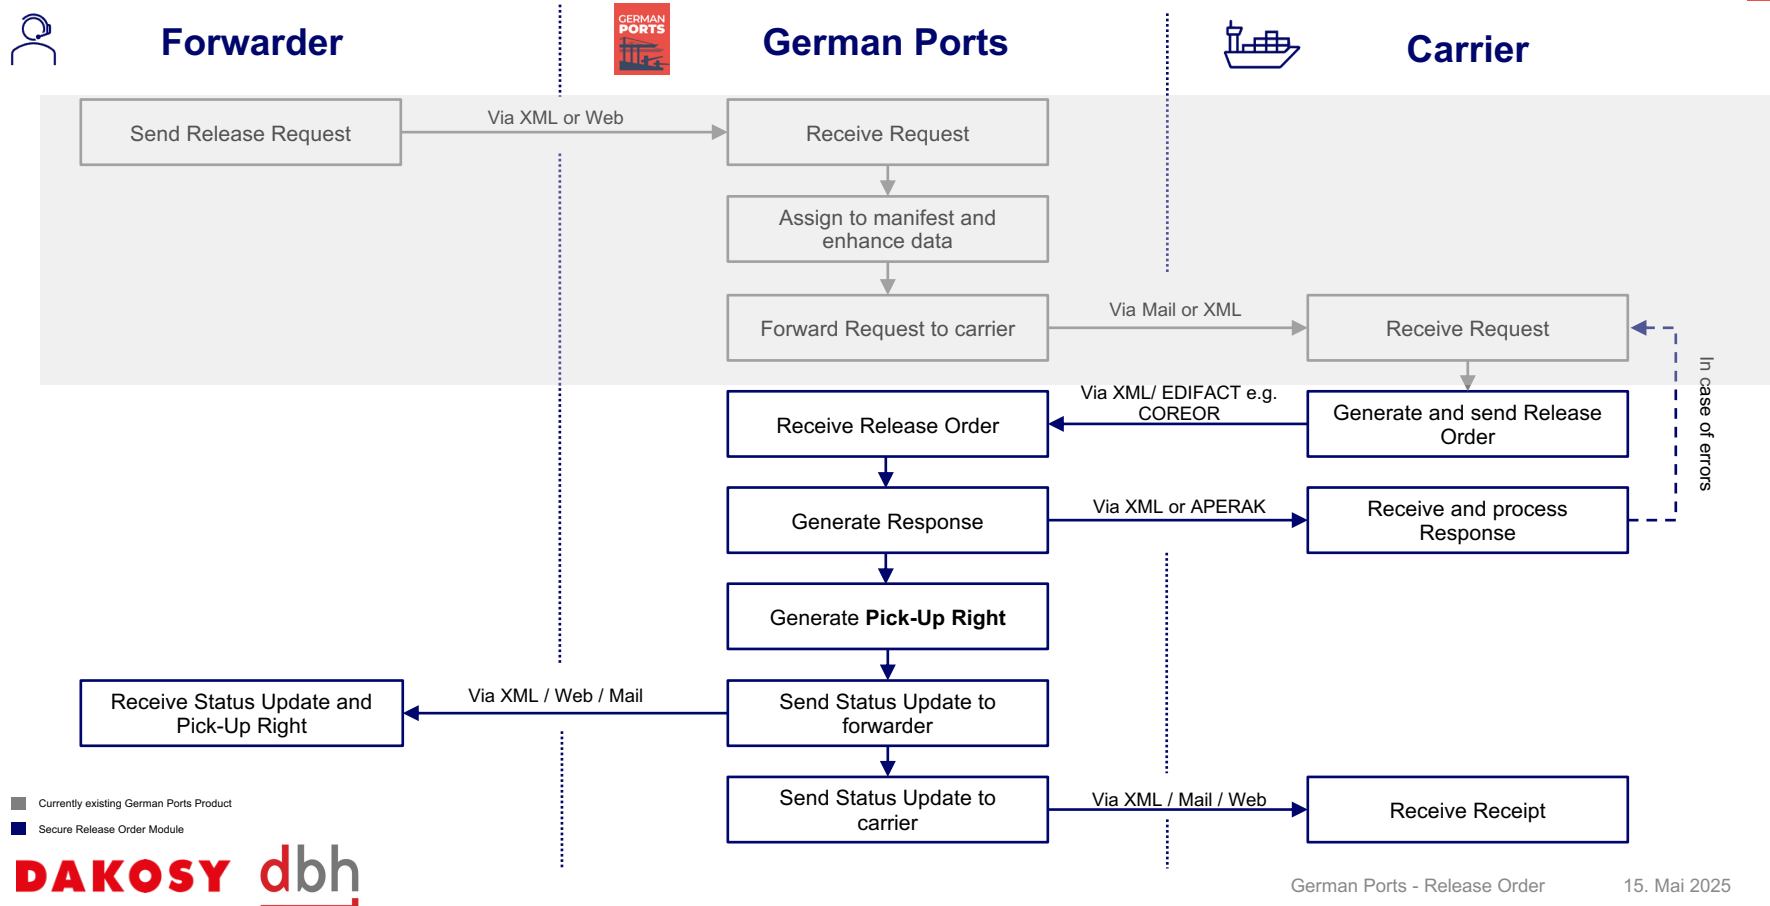 Forwarder
GERMAN
PORTS
German Ports
Carrier
Send Release Request
Via XML or Web
Receive Request
Assign to manifest and
enhance data
Forward Request to carrier
Via Mail or XML
Receive Request
In case of errors
Receive Release Order
Via XML/ EDIFACT e.g.
COREOR
Generate and send Release
Order
Generate Response
Via XML or APERAK
Receive and process
Response
Generate Pick-Up Right
Receive Status Update and
Pick-Up Right
Via XML / Web / Mail
Send Status Update to
forwarder
Send Status Update to
carrier
Via XML / Mail / Web
Receive Receipt
Currently existing German Ports Product
Secure Release Order Module
DAKOSY
dbh
German Ports - Release Order
15. Mai 2025